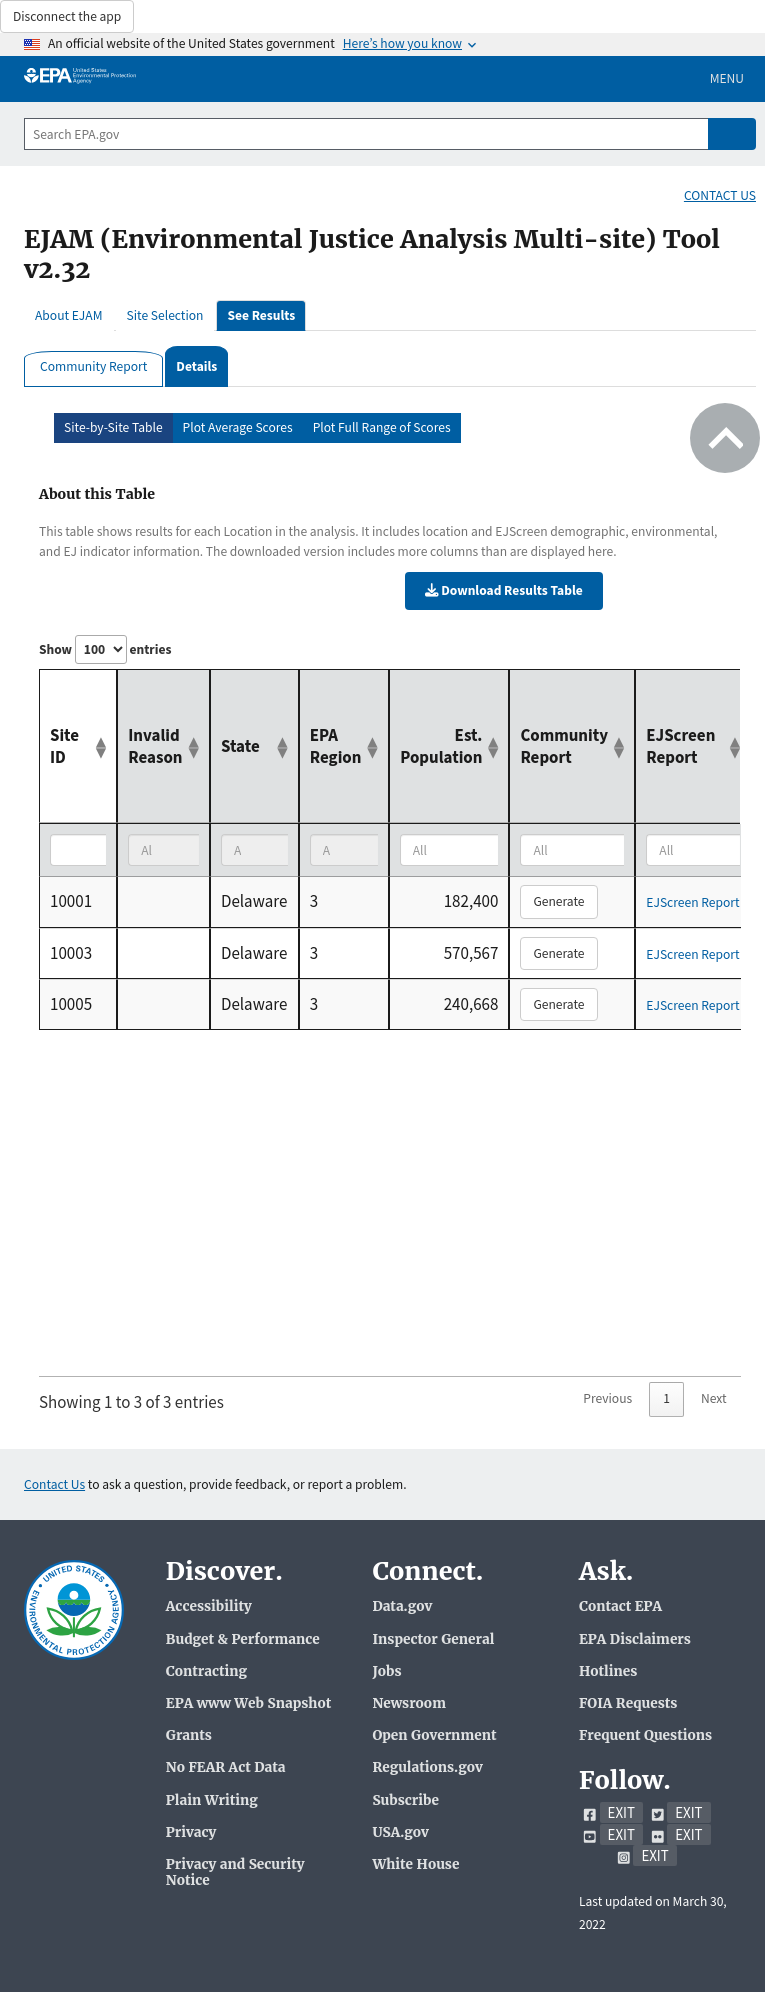 Disconnect the app
An official website of the United States government Here's how you know
EPA United States Environmental Protection Agency
MENU
Search EPA.gov
CONTACT US
EJAM (Environmental Justice Analysis Multi-site) Tool
v2.32
About EJAM Site Selection See Results
Community Report Details
Site-by-Site Table Plot Average Scores Plot Full Range of Scores
About this Table
This table shows results for each Location in the analysis. It includes location and EJScreen demographic, environmental,
and EJ indicator information. The downloaded version includes more columns than are displayed here.
Download Results Table
Show 100 entries
Site ID Invalid Reason State EPA Region Est. Population Community Report EJScreen Report
Al A A All All All
10001 Delaware 3 182,400 Generate EJScreen Report
10003 Delaware 3 570,567 Generate EJScreen Report
10005 Delaware 3 240,668 Generate EJScreen Report
Showing 1 to 3 of 3 entries
Previous 1 Next
Contact Us to ask a question, provide feedback, or report a problem.
UNITED STATES ENVIRONMENTAL PROTECTION AGENCY
Discover.
Accessibility
Budget & Performance
Contracting
EPA www Web Snapshot
Grants
No FEAR Act Data
Plain Writing
Privacy
Privacy and Security
Notice
Connect.
Data.gov
Inspector General
Jobs
Newsroom
Open Government
Regulations.gov
Subscribe
USA.gov
White House
Ask.
Contact EPA
EPA Disclaimers
Hotlines
FOIA Requests
Frequent Questions
Follow.
EXIT EXIT
EXIT EXIT
EXIT
Last updated on March 30,
2022